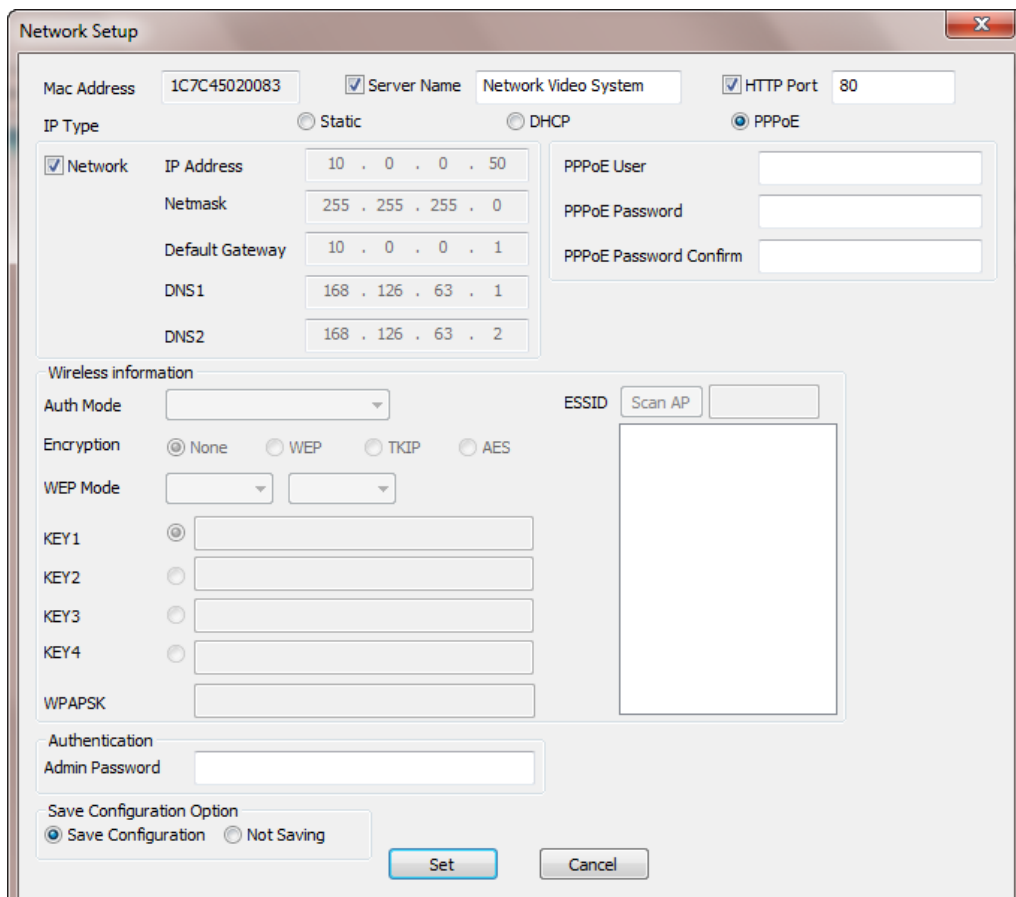 Network Setup
Mac Address 1C7C45020083 Server Name Network Video System HTTP Port 80
IP Type Static DHCP PPPoE
Network IP Address 10 . 0 . 0 . 50 PPPoE User
Netmask 255 . 255 . 255 . 0 PPPoE Password
Default Gateway 10 . 0 . 0 . 1 PPPoE Password Confirm
DNS1 168 . 126 . 63 . 1
DNS2 168 . 126 . 63 . 2
Wireless information
Auth Mode ESSID Scan AP
Encryption None WEP TKIP AES
WEP Mode
KEY1
KEY2
KEY3
KEY4
WPAPSK
Authentication
Admin Password
Save Configuration Option
Save Configuration Not Saving
Set Cancel